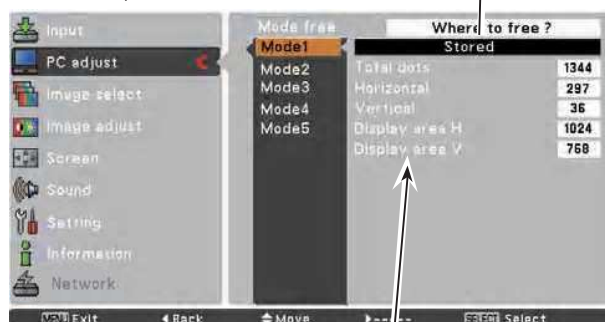 Input
PC adjust
Image select
Image adjust
Screen
Sound
Setting
Information
Network
Mode free
Mode1
Mode2
Mode3
Mode4
Mode5
Where to free ?
Stored
Total dots 1344
Horizontal 297
Vertical 36
Display area H 1024
Display area V 768
MENU Exit ◀Back Move ▶----- SELECT Select